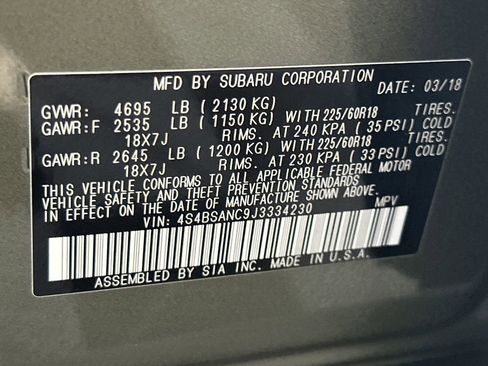 MFD BY SUBARU CORPORATION DATE: 03/18
GVWR: 4695 LB (2130 KG)
GAWR:F 2535 LB (1150 KG) WITH 225/60R18 TIRES.
18X7J RIMS. AT 240 KPA (35 PSI) COLD
GAWR:R 2645 LB (1200 KG) WITH 225/60R18 TIRES.
18X7J RIMS. AT 230 KPA (33 PSI) COLD
THIS VEHICLE CONFORMS TO ALL APPLICABLE FEDERAL MOTOR
VEHICLE SAFETY AND THEFT PREVENTION STANDARDS
IN EFFECT ON THE DATE OF MANUFACTURE SHOWN ABOVE.
VIN: 4S4BSANC9J3334230 MPV
ASSEMBLED BY SIA INC. MADE IN U.S.A.